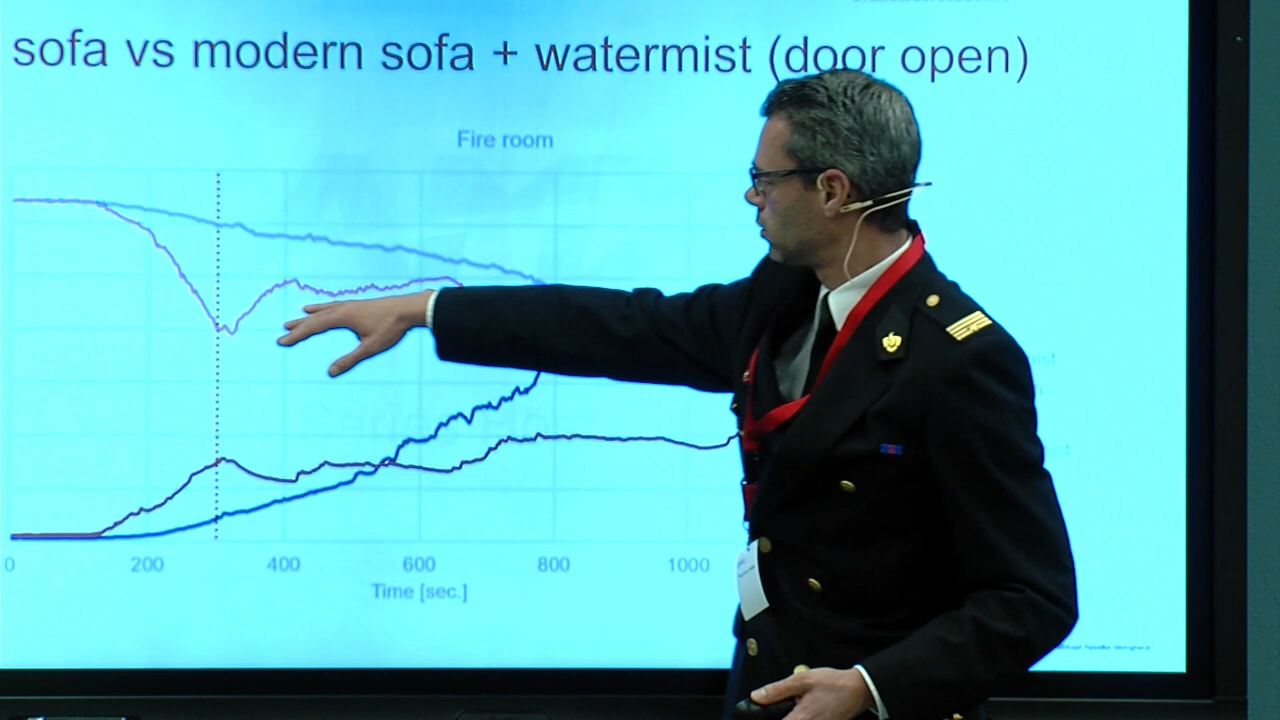 sofa vs modern sofa + watermist (door open)
Fire room
0 200 400 600 800 1000
Time [sec.]